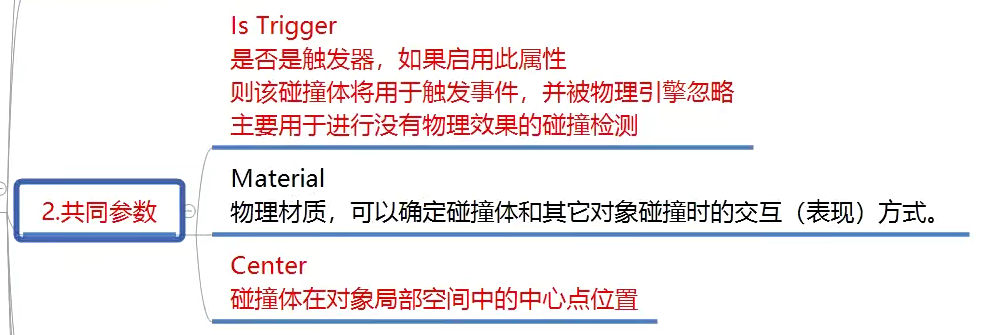 2.共同参数
Is Trigger
是否是触发器，如果启用此属性
则该碰撞体将用于触发事件，并被物理引擎忽略
主要用于进行没有物理效果的碰撞检测
Material
物理材质，可以确定碰撞体和其它对象碰撞时的交互（表现）方式。
Center
碰撞体在对象局部空间中的中心点位置